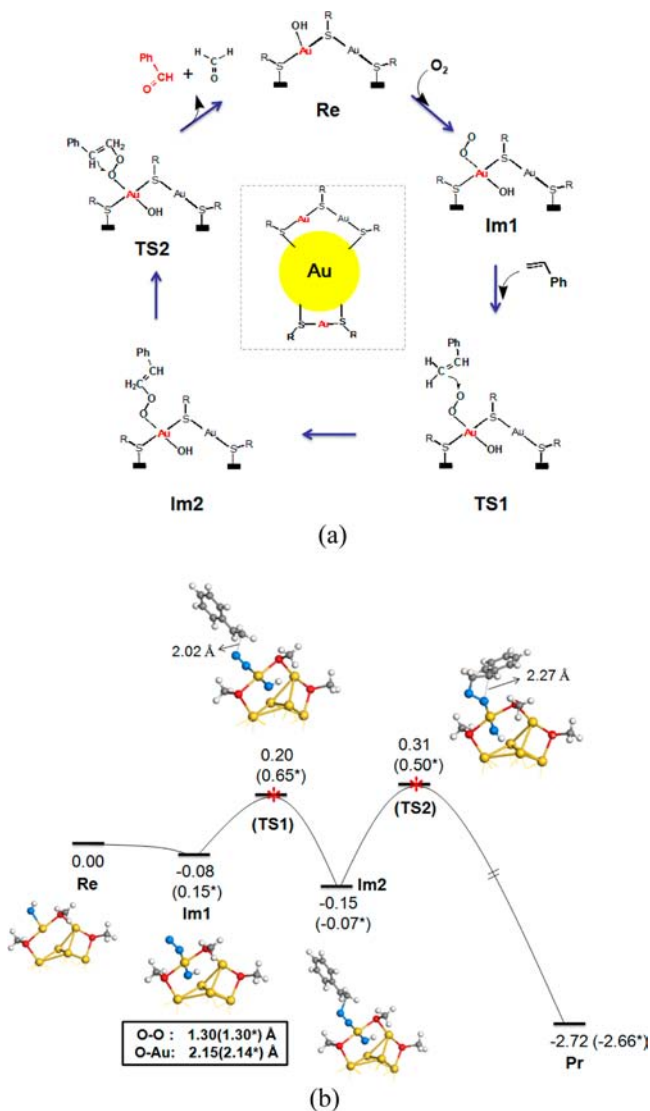 OH
R
S
Au
Au
S
R
S
R
Re
Ph
CH
O
+
H
H
C
O
O2
Ph
CH2
C
H
O
O
R
Au
S
Au
R
S
OH
S
R
TS2
O
O
R
Au
S
Au
R
S
OH
S
R
Im1
R
S
Au
Au
R
S
S
R
Au
S
Au
S
R
R
Ph
Ph
H2C
CH
O
O
R
Au
S
Au
R
S
OH
S
R
Im2
Ph
H
C
CH
H
O
O
R
Au
S
Au
R
S
OH
S
R
TS1
(a)
2.02 Å
2.27 Å
0.20
(0.65*)
(TS1)
0.31
(0.50*)
(TS2)
0.00
Re
-0.08
(0.15*)
Im1
Im2
-0.15
(-0.07*)
O-O : 1.30(1.30*) Å
O-Au: 2.15(2.14*) Å
-2.72 (-2.66*)
Pr
(b)